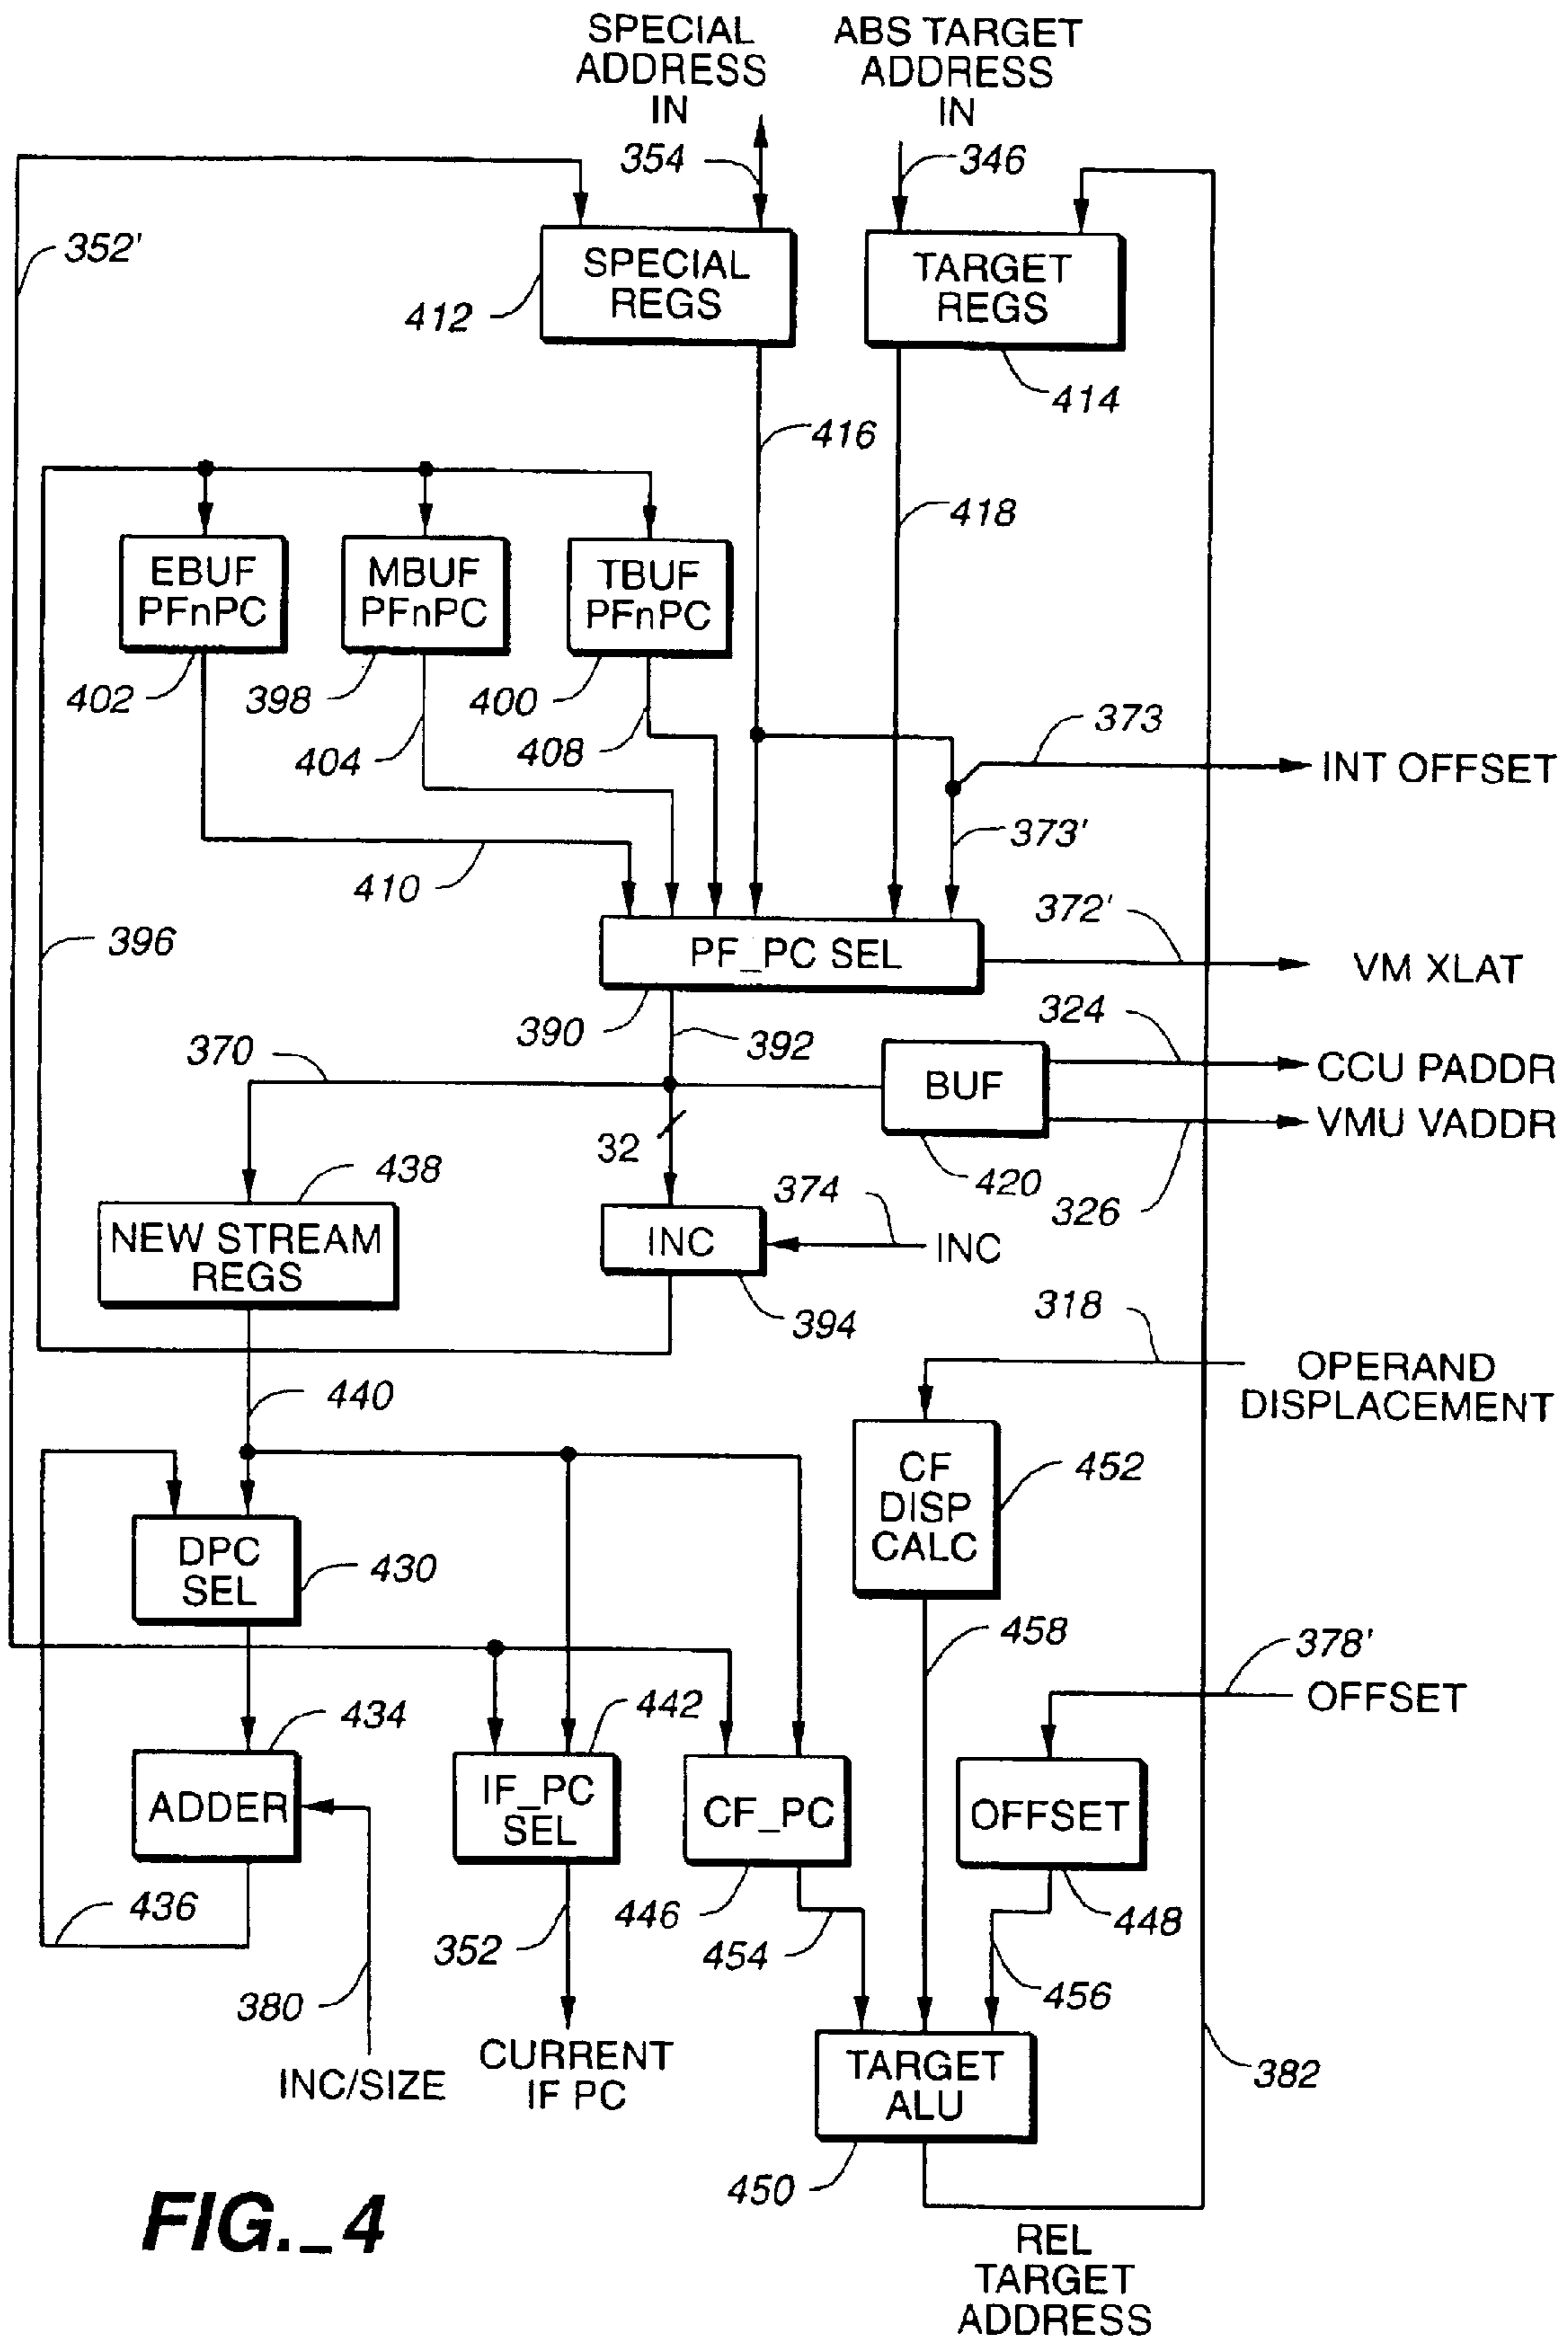 SPECIAL
ADDRESS
IN
ABS TARGET
ADDRESS
IN
354
346
352'
SPECIAL
REGS
412
TARGET
REGS
414
416
418
EBUF
PFnPC
MBUF
PFnPC
TBUF
PFnPC
402
398
400
404
408
373
INT OFFSET
373'
410
396
372'
PF_PC SEL
VM XLAT
390
392
324
370
BUF
CCU PADDR
VMU VADDR
32
420
326
438
374
NEW STREAM
REGS
INC
INC
394
318
OPERAND
DISPLACEMENT
440
CF
DISP
CALC
452
DPC
SEL
430
458
378'
OFFSET
434
442
ADDER
IF_PC
SEL
CF_PC
OFFSET
436
446
448
352
454
456
380
INC/SIZE
CURRENT
IF PC
TARGET
ALU
382
450
FIG._4
REL
TARGET
ADDRESS